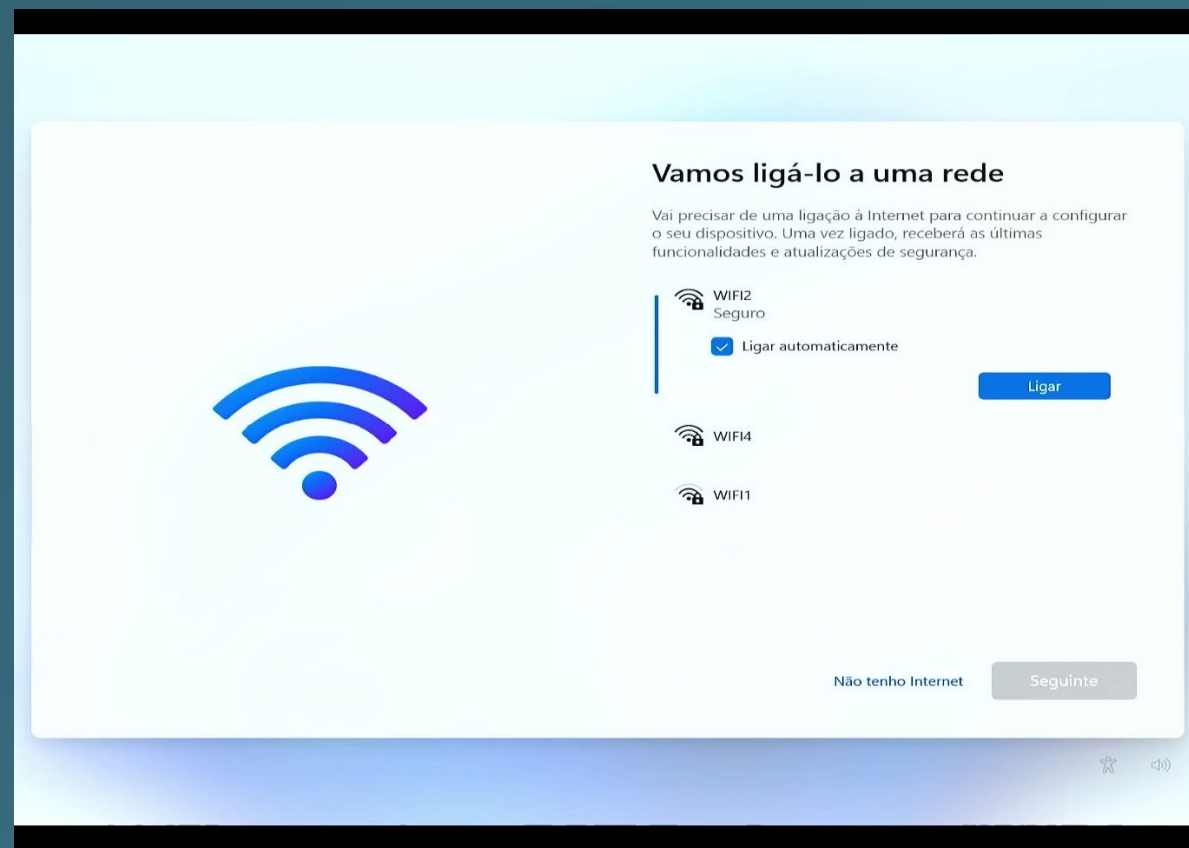 Vamos ligá-lo a uma rede
Vai precisar de uma ligação à Internet para continuar a configurar
o seu dispositivo. Uma vez ligado, receberá as últimas
funcionalidades e atualizações de segurança.
WIFI2
Seguro
Ligar automaticamente
Ligar
WIFI4
WIFI1
Não tenho Internet
Seguinte